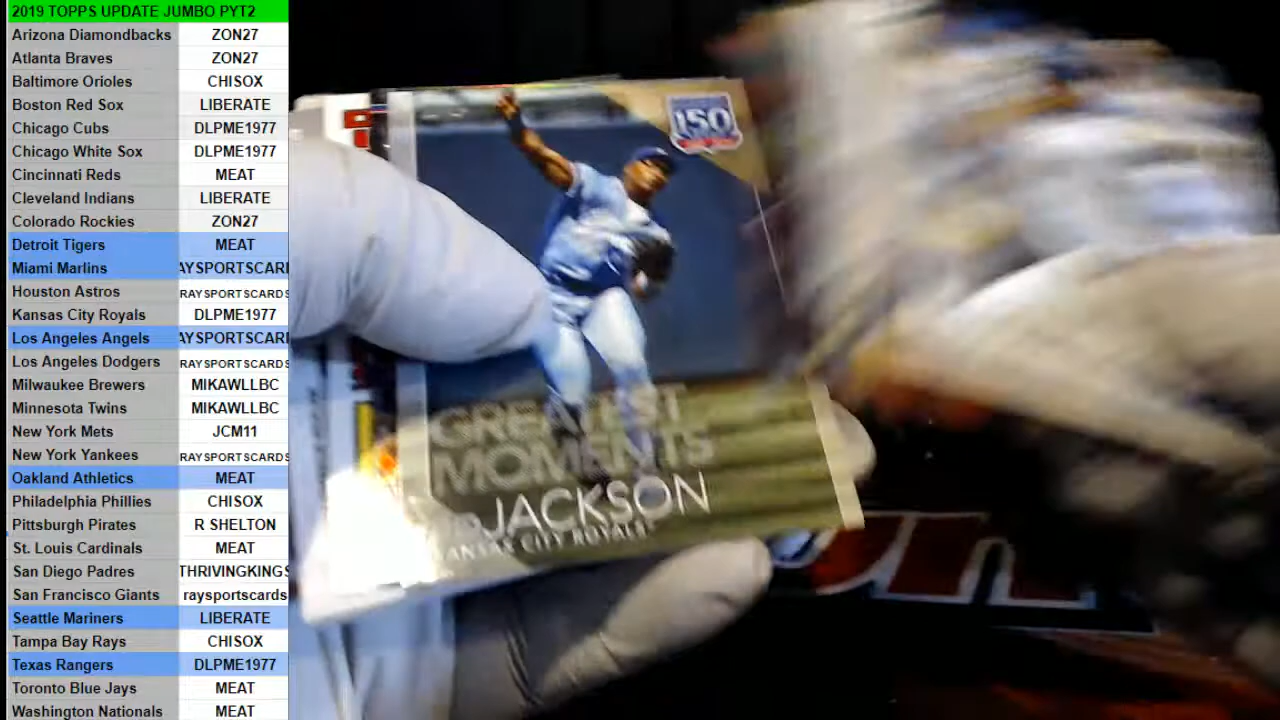 2019 TOPPS UPDATE JUMBO PYT2
Arizona Diamondbacks ZON27
Atlanta Braves ZON27
Baltimore Orioles CHISOX
Boston Red Sox LIBERATE
Chicago Cubs DLPME1977
Chicago White Sox DLPME1977
Cincinnati Reds MEAT
Cleveland Indians LIBERATE
Colorado Rockies ZON27
Detroit Tigers MEAT
Miami Marlins AYSPORTSCARI
Houston Astros RAYSPORTSCARDS
Kansas City Royals DLPME1977
Los Angeles Angels AYSPORTSCARI
Los Angeles Dodgers RAYSPORTSCARDS
Milwaukee Brewers MIKAWLLBC
Minnesota Twins MIKAWLLBC
New York Mets JCM11
New York Yankees RAYSPORTSCARDS
Oakland Athletics MEAT
Philadelphia Phillies CHISOX
Pittsburgh Pirates R SHELTON
St. Louis Cardinals MEAT
San Diego Padres THRIVINGKINGS
San Francisco Giants raysportscards
Seattle Mariners LIBERATE
Tampa Bay Rays CHISOX
Texas Rangers DLPME1977
Toronto Blue Jays MEAT
Washington Nationals MEAT
150
GREATEST
MOMENTS
JACKSON
KANSAS CITY ROYALS